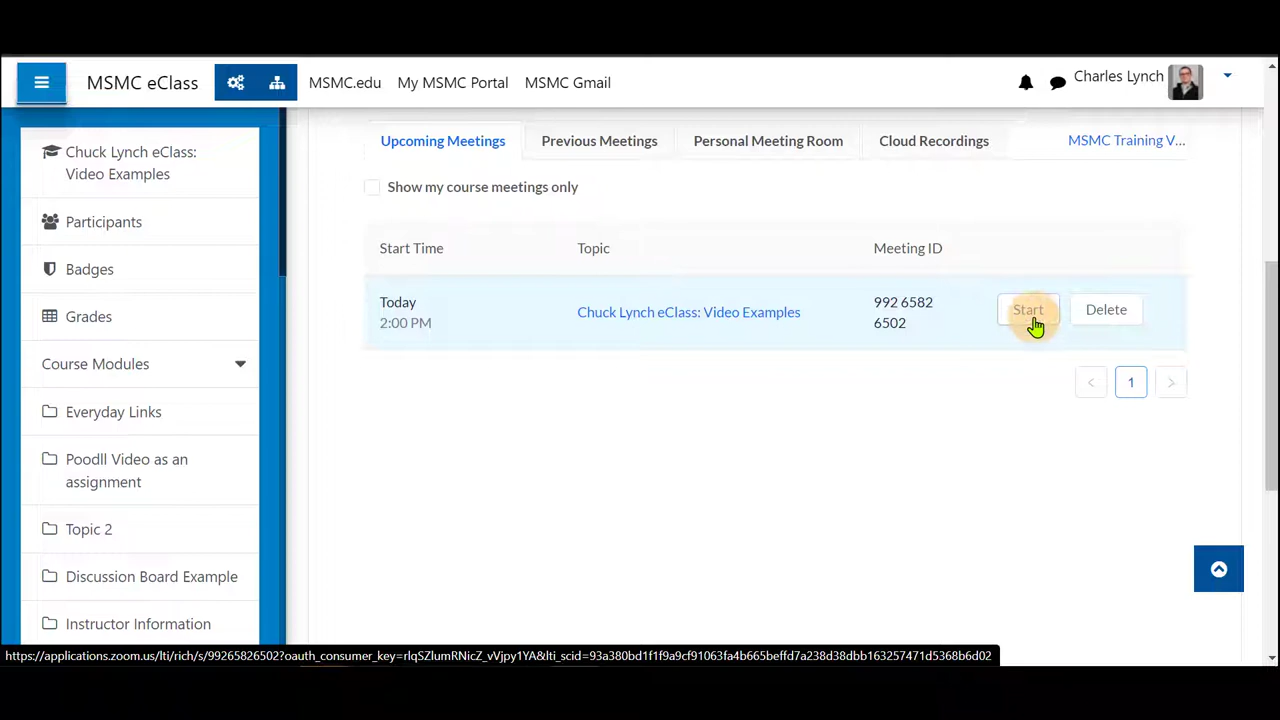 MSMC eClass
MSMC.edu
My MSMC Portal
MSMC Gmail
Charles Lynch
Chuck Lynch eClass:
Video Examples
Participants
Badges
Grades
Course Modules
Everyday Links
Poodll Video as an
assignment
Topic 2
Discussion Board Example
Instructor Information
Upcoming Meetings
Previous Meetings
Personal Meeting Room
Cloud Recordings
MSMC Training V...
Show my course meetings only
Start Time
Topic
Meeting ID
Today
2:00 PM
Chuck Lynch eClass: Video Examples
992 6582
6502
Start
Delete
<
1
>
https://applications.zoom.us/lti/rich/s/99265826502?oauth_consumer_key=rlqSZlumRNicZ_vVjpy1YA&lti_scid=93a380bd1f1f9a9cf91063fa4b665beffd7a238d38dbb163257471d5368b6d02